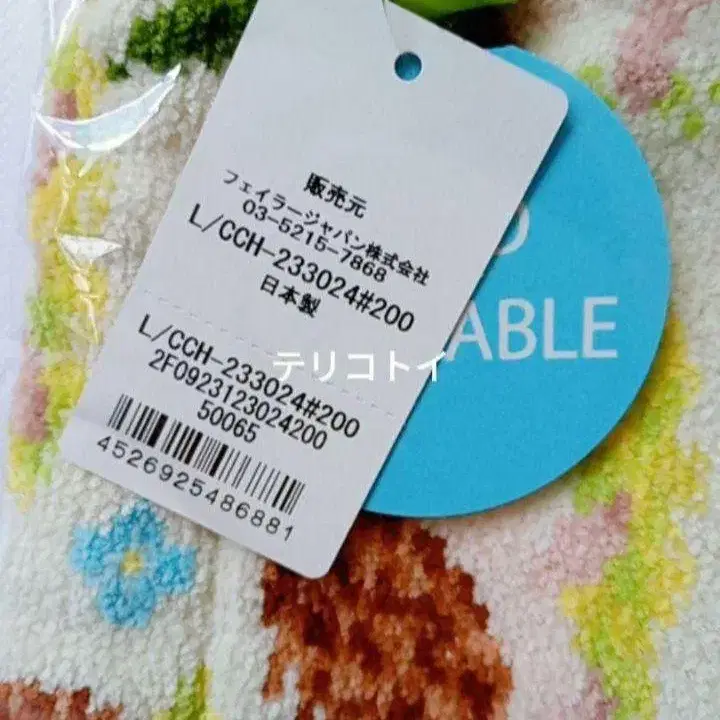 販売元
フェイラージャパン株式会社
03-5215-7868
L/CCH-233024#200
日本製
L/CCH-233024#200
2F0923123024200
50065
4526925486881
テリコトイ
ABLE